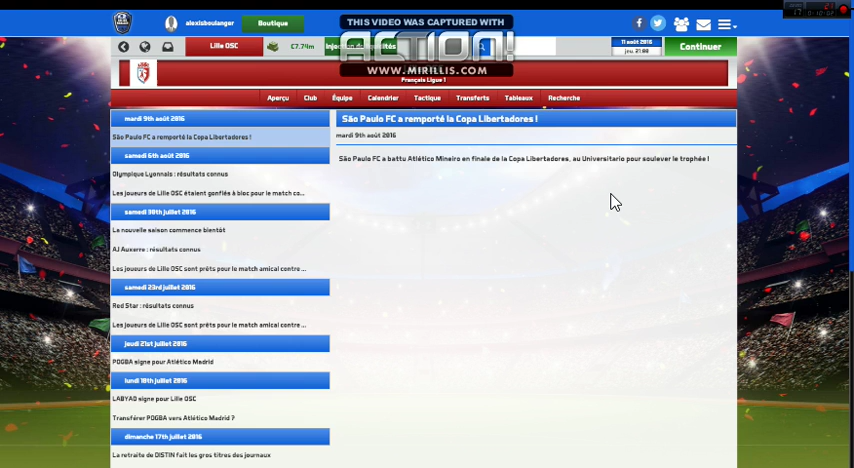 THIS VIDEO WAS CAPTURED WITH
ACTION!
WWW.MIRILLIS.COM
alexisboulanger
Boutique
Lille OSC
£7.74m
11 août 2016
jeu. 21:00
Continuer
Français Ligue 1
Aperçu
Club
Équipe
Calendrier
Tactique
Transferts
Tableaux
Recherche
mardi 9th août 2016
São Paulo FC a remporté la Copa Libertadores !
samedi 6th août 2016
Olympique Lyonnais : résultats connus
Les joueurs de Lille OSC étaient gonflés à bloc pour le match co...
samedi 30th juillet 2016
La nouvelle saison commence bientôt
AJ Auxerre : résultats connus
Les joueurs de Lille OSC sont prêts pour le match amical contre ...
samedi 23rd juillet 2016
Red Star : résultats connus
Les joueurs de Lille OSC sont prêts pour le match amical contre ...
jeudi 21st juillet 2016
POGBA signe pour Atlético Madrid
lundi 18th juillet 2016
LABYAD signe pour Lille OSC
Transférer POGBA vers Atlético Madrid ?
dimanche 17th juillet 2016
La retraite de DISTIN fait les gros titres des journaux
São Paulo FC a remporté la Copa Libertadores !
mardi 9th août 2016
São Paulo FC a battu Atlético Mineiro en finale de la Copa Libertadores, au Universitario pour soulever le trophée !